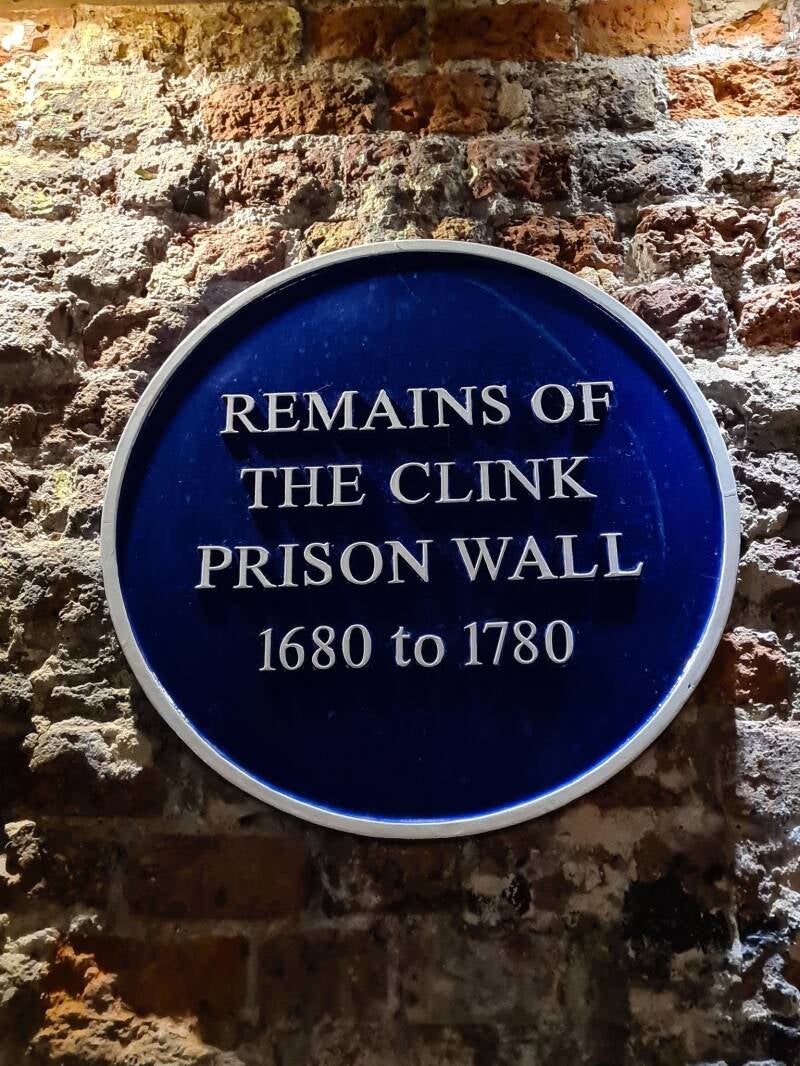 REMAINS OF
THE CLINK
PRISON WALL
1680 to 1780